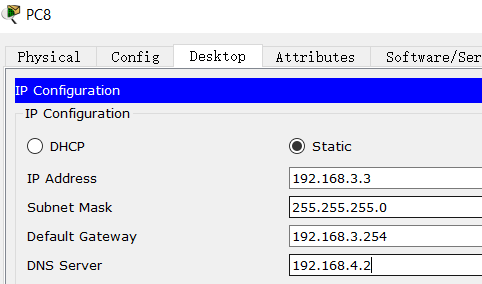 PC8
Physical Config Desktop Attributes Software/Ser
IP Configuration
IP Configuration
DHCP Static
IP Address 192.168.3.3
Subnet Mask 255.255.255.0
Default Gateway 192.168.3.254
DNS Server 192.168.4.2